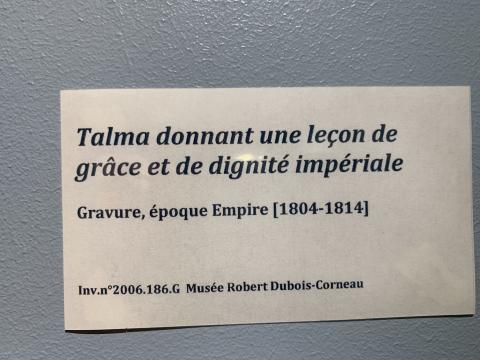 Talma donnant une leçon de
grâce et de dignité impériale
Gravure, époque Empire [1804-1814]
Inv.n°2006.186.G Musée Robert Dubois-Corneau